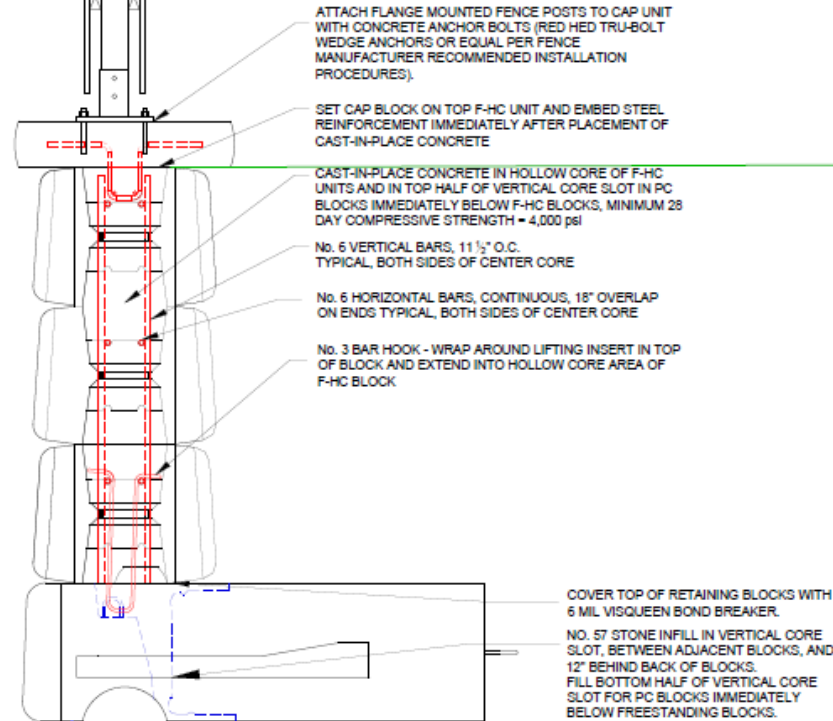 ATTACH FLANGE MOUNTED FENCE POSTS TO CAP UNIT
WITH CONCRETE ANCHOR BOLTS (RED HED TRU-BOLT
WEDGE ANCHORS OR EQUAL PER FENCE
MANUFACTURER RECOMMENDED INSTALLATION
PROCEDURES).
SET CAP BLOCK ON TOP F-HC UNIT AND EMBED STEEL
REINFORCEMENT IMMEDIATELY AFTER PLACEMENT OF
CAST-IN-PLACE CONCRETE
CAST-IN-PLACE CONCRETE IN HOLLOW CORE OF F-HC
UNITS AND IN TOP HALF OF VERTICAL CORE SLOT IN PC
BLOCKS IMMEDIATELY BELOW F-HC BLOCKS, MINIMUM 28
DAY COMPRESSIVE STRENGTH = 4,000 psi
No. 6 VERTICAL BARS, 11 ½" O.C.
TYPICAL, BOTH SIDES OF CENTER CORE
No. 6 HORIZONTAL BARS, CONTINUOUS, 18" OVERLAP
ON ENDS TYPICAL, BOTH SIDES OF CENTER CORE
No. 3 BAR HOOK - WRAP AROUND LIFTING INSERT IN TOP
OF BLOCK AND EXTEND INTO HOLLOW CORE AREA OF
F-HC BLOCK
COVER TOP OF RETAINING BLOCKS WITH
6 MIL VISQUEEN BOND BREAKER.
NO. 57 STONE INFILL IN VERTICAL CORE
SLOT, BETWEEN ADJACENT BLOCKS, AND
12" BEHIND BACK OF BLOCKS.
FILL BOTTOM HALF OF VERTICAL CORE
SLOT FOR PC BLOCKS IMMEDIATELY
BELOW FREESTANDING BLOCKS.